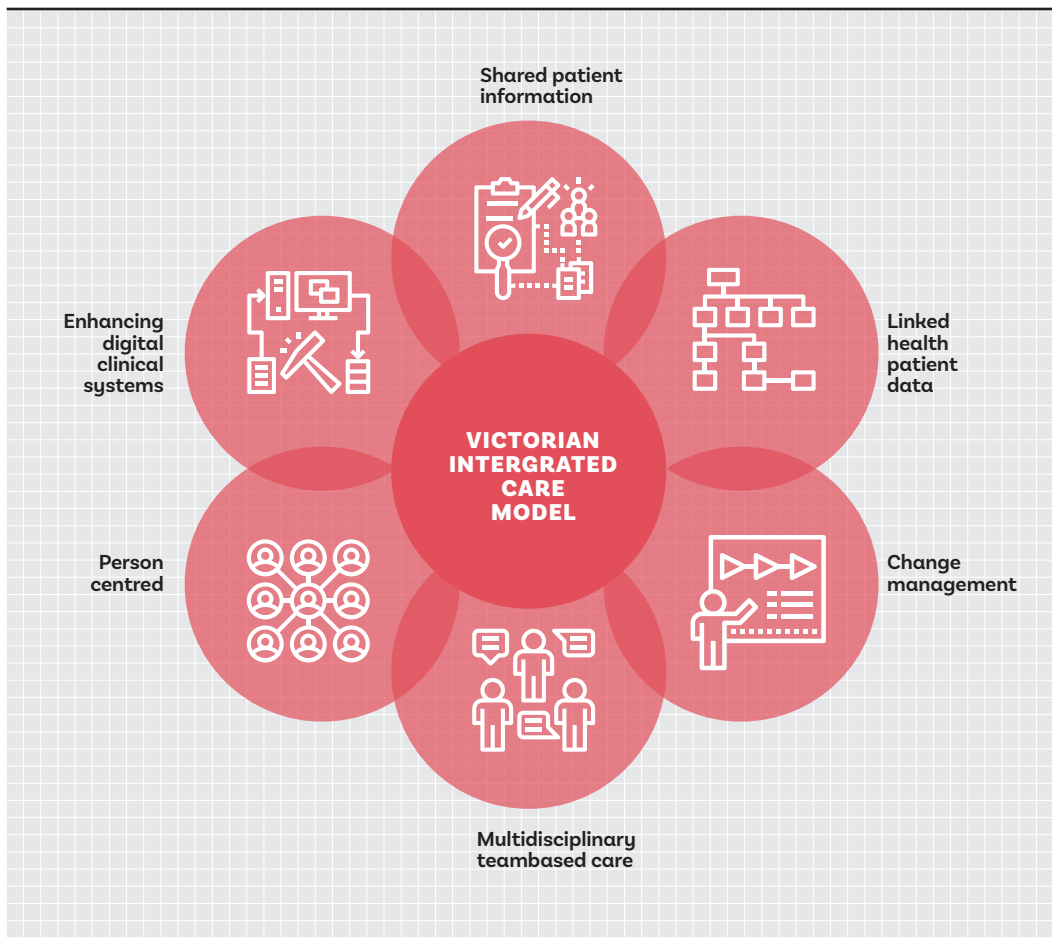 Shared patient
information
Enhancing
digital
clinical
systems
Linked
health
patient
data
VICTORIAN
INTERGRATED
CARE
MODEL
Person
centred
Change
management
Multidisciplinary
teambased care